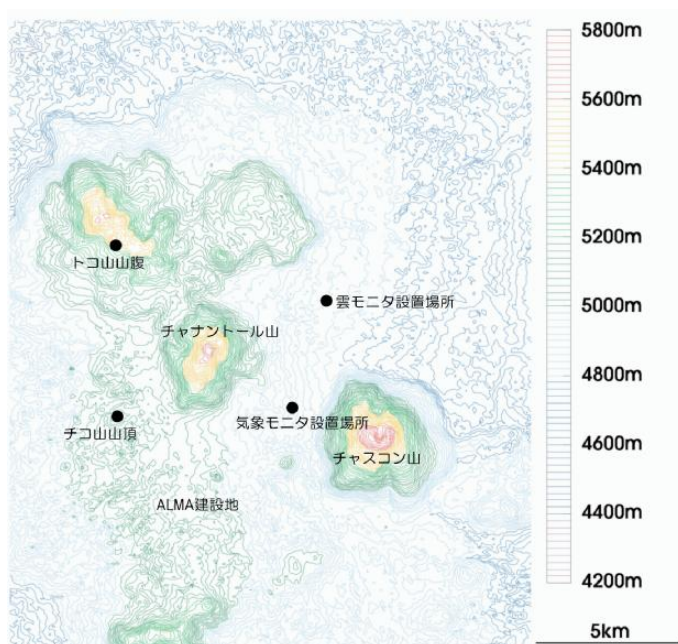 5800m
5600m
5400m
5200m
トコ山山腹
5000m
雲モニタ設置場所
チャナントール山
4800m
気象モニタ設置場所
チコ山山頂
4600m
チャスコン山
ALMA建設地
4400m
4200m
5km